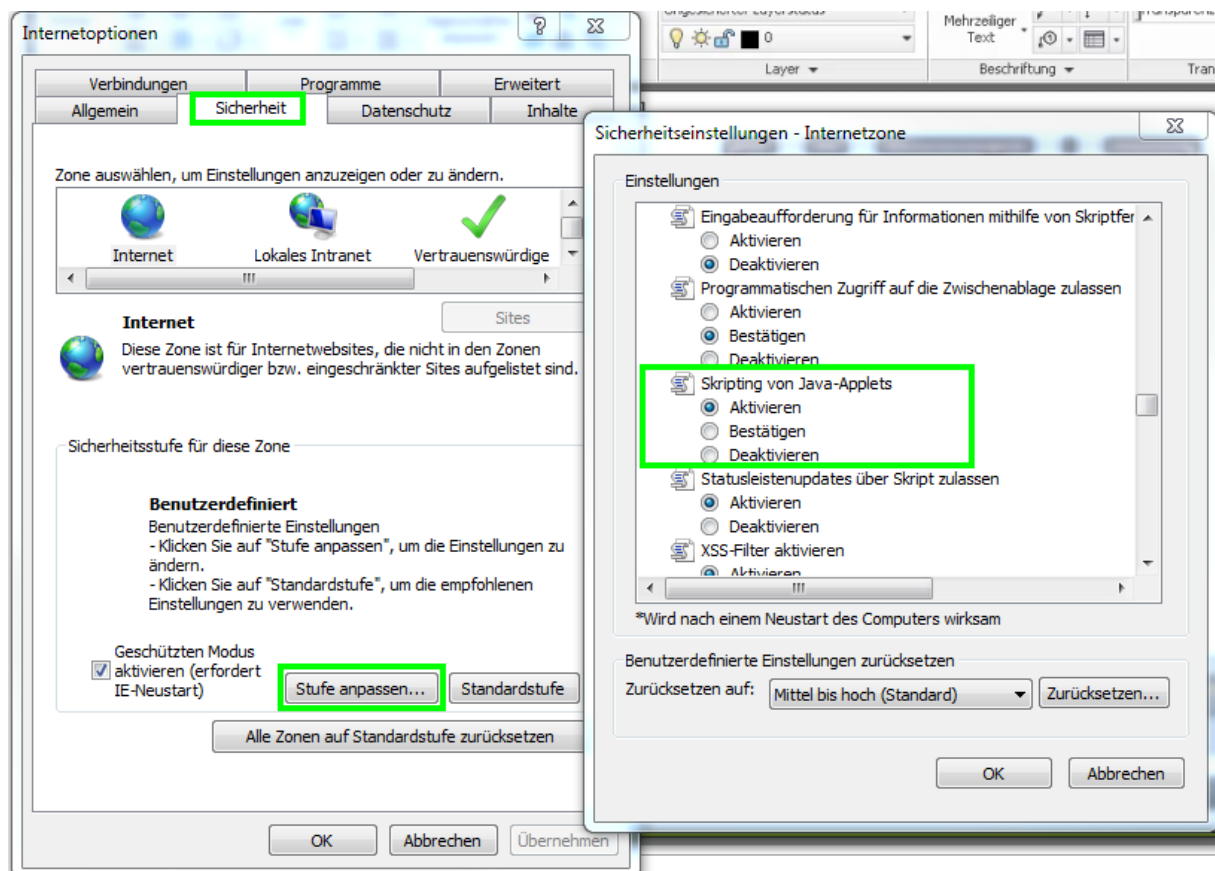 Internetoptionen
Verbindungen
Programme
Erweitert
Allgemein
Sicherheit
Datenschutz
Inhalte
Zone auswählen, um Einstellungen anzuzeigen oder zu ändern.
Internet
Lokales Intranet
Vertrauenswürdige
Internet
Sites
Diese Zone ist für Internetwebsites, die nicht in den Zonen
vertrauenswürdiger bzw. eingeschränkter Sites aufgelistet sind.
Sicherheitsstufe für diese Zone
Benutzerdefiniert
Benutzerdefinierte Einstellungen
- Klicken Sie auf "Stufe anpassen", um die Einstellungen zu
ändern.
- Klicken Sie auf "Standardstufe", um die empfohlenen
Einstellungen zu verwenden.
Geschützten Modus
aktivieren (erfordert
IE-Neustart)
Stufe anpassen...
Standardstufe
Alle Zonen auf Standardstufe zurücksetzen
OK
Abbrechen
Übernehmen
0
Layer
Mehrzeiliger
Text
Beschriftung
Tran
Sicherheitseinstellungen - Internetzone
Einstellungen
Eingabeaufforderung für Informationen mithilfe von Skriptfer
Aktivieren
Deaktivieren
Programmatischen Zugriff auf die Zwischenablage zulassen
Aktivieren
Bestätigen
Deaktivieren
Skripting von Java-Applets
Aktivieren
Bestätigen
Deaktivieren
Statusleistenupdates über Skript zulassen
Aktivieren
Deaktivieren
XSS-Filter aktivieren
Aktivieren
*Wird nach einem Neustart des Computers wirksam
Benutzerdefinierte Einstellungen zurücksetzen
Zurücksetzen auf:
Mittel bis hoch (Standard)
Zurücksetzen...
OK
Abbrechen